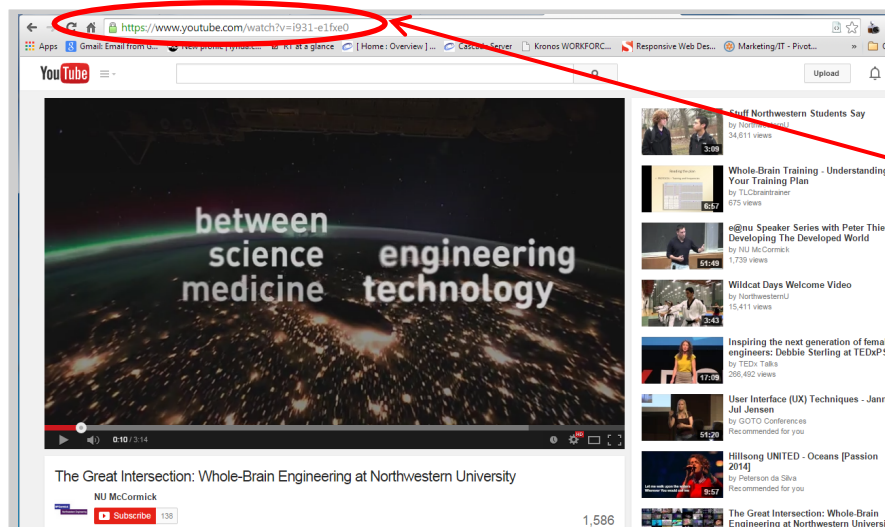 https://www.youtube.com/watch?v=i931-e1fxe0
Apps Gmail: Email from G... New profile | lynda.c... RT at a glance [ Home : Overview ] ... Cascade Server Kronos WORKFORC... Responsive Web Des... Marketing/IT - Pivot... »
YouTube Upload
between
science engineering
medicine technology
0:10 / 3:14
HD
The Great Intersection: Whole-Brain Engineering at Northwestern University
NU McCormick
Subscribe 138
1,586
Stuff Northwestern Students Say
by NorthwesternU
34,611 views
3:09
Whole-Brain Training - Understanding
Your Training Plan
by TLCbraintrainer
675 views
6:57
e@nu Speaker Series with Peter Thie
Developing The Developed World
by NU McCormick
1,739 views
51:49
Wildcat Days Welcome Video
by NorthwesternU
15,411 views
3:43
Inspiring the next generation of fema
engineers: Debbie Sterling at TEDxPS
by TEDx Talks
266,492 views
17:09
User Interface (UX) Techniques - Jann
Jul Jensen
by GOTO Conferences
Recommended for you
51:20
Hillsong UNITED - Oceans [Passion
2014]
by Peterson da Silva
Recommended for you
9:57
The Great Intersection: Whole-Brain
Engineering at Northwestern Universi